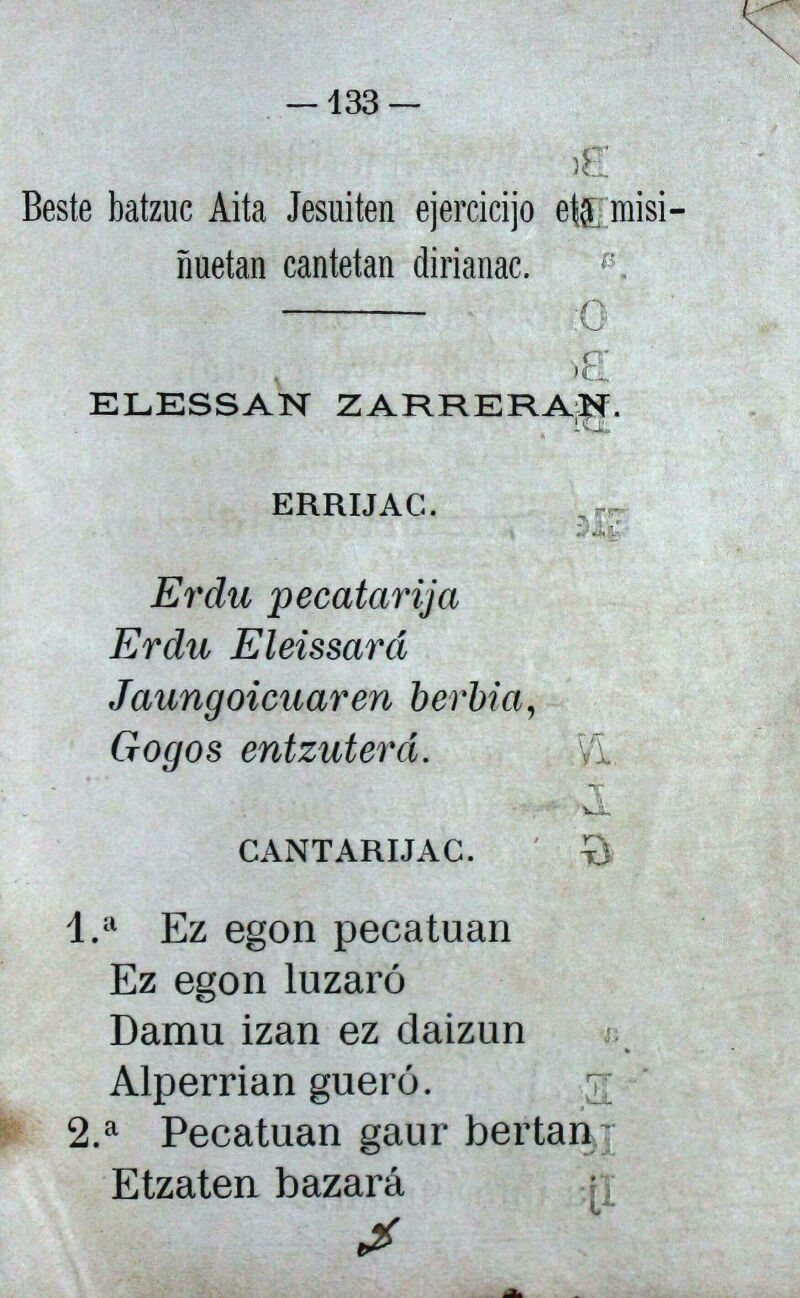 — 133 —
Beste batzuc Aita Jesuiten ejercicijo eta misi-
ñuetan cantetan dirianac.
ELESSAN ZARRERAN.
ERRIJAC.
Erdu pecatarija
Erdu Eleissará
Jaungoicuaren berbia,
Gogos entzuterá.
CANTARIJAC.
1.ª Ez egon pecatuan
Ez egon luzaró
Damu izan ez daizun
Alperrian gueró.
2.ª Pecatuan gaur bertan
Etzaten bazará